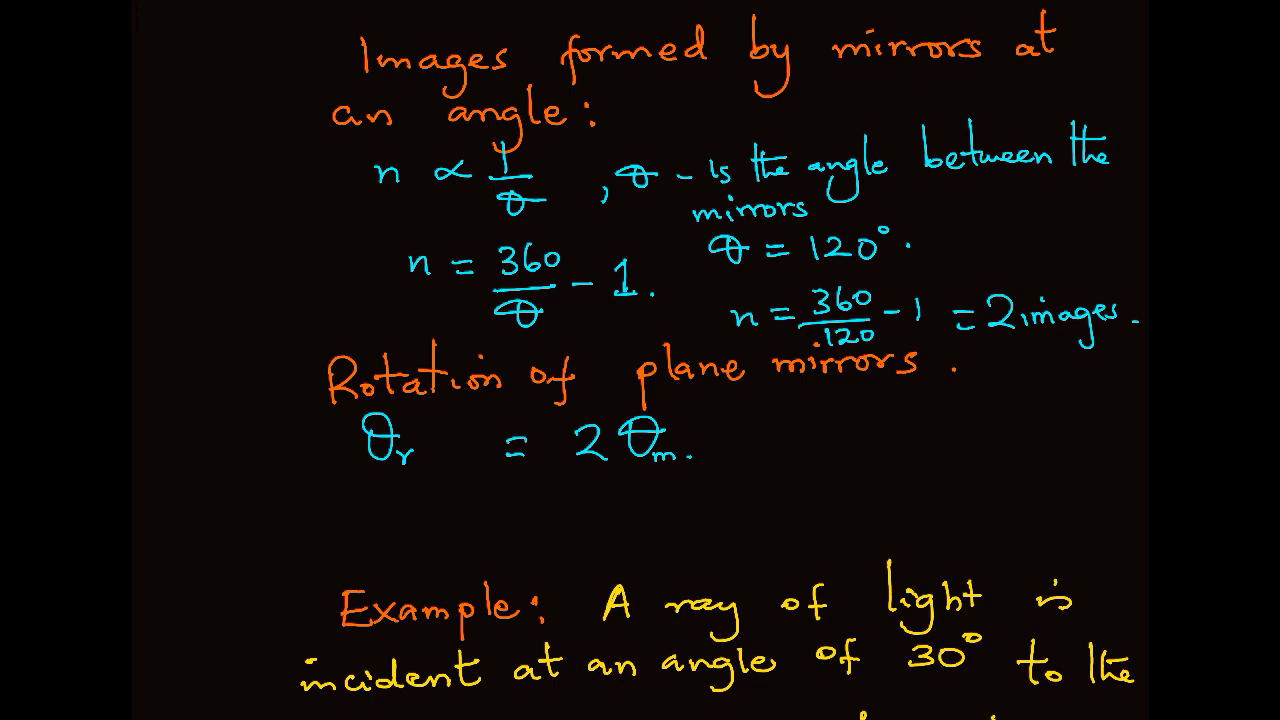 Images formed by mirrors at
an angle:
n ∝ 1/θ , θ - is the angle between the
mirrors
n = 360/θ - 1.
θ = 120°.
n = 360/120 - 1 = 2 images.
Rotation of plane mirrors.
θr = 2θm.
Example: A ray of light is
incident at an angle of 30° to the